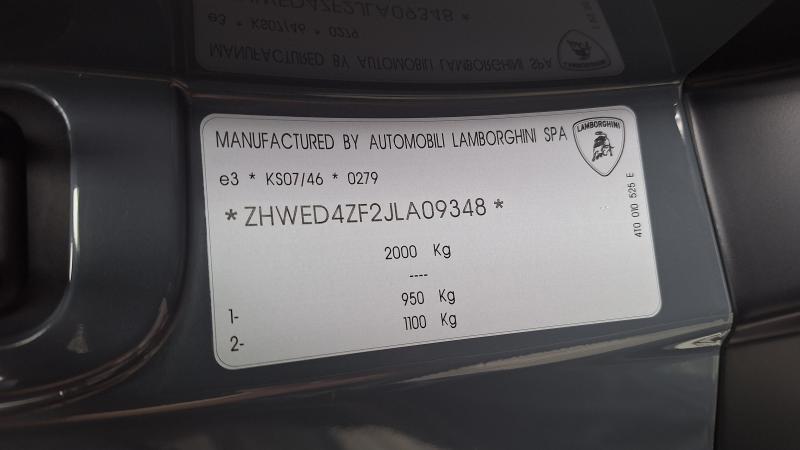 MANUFACTURED BY AUTOMOBILI LAMBORGHINI SPA
LAMBORGHINI
e3 * KS07/46 * 0279
*ZHWED4ZF2JLA09348*
2000 Kg
----
1- 950 Kg
2- 1100 Kg
4T0 010 525 E